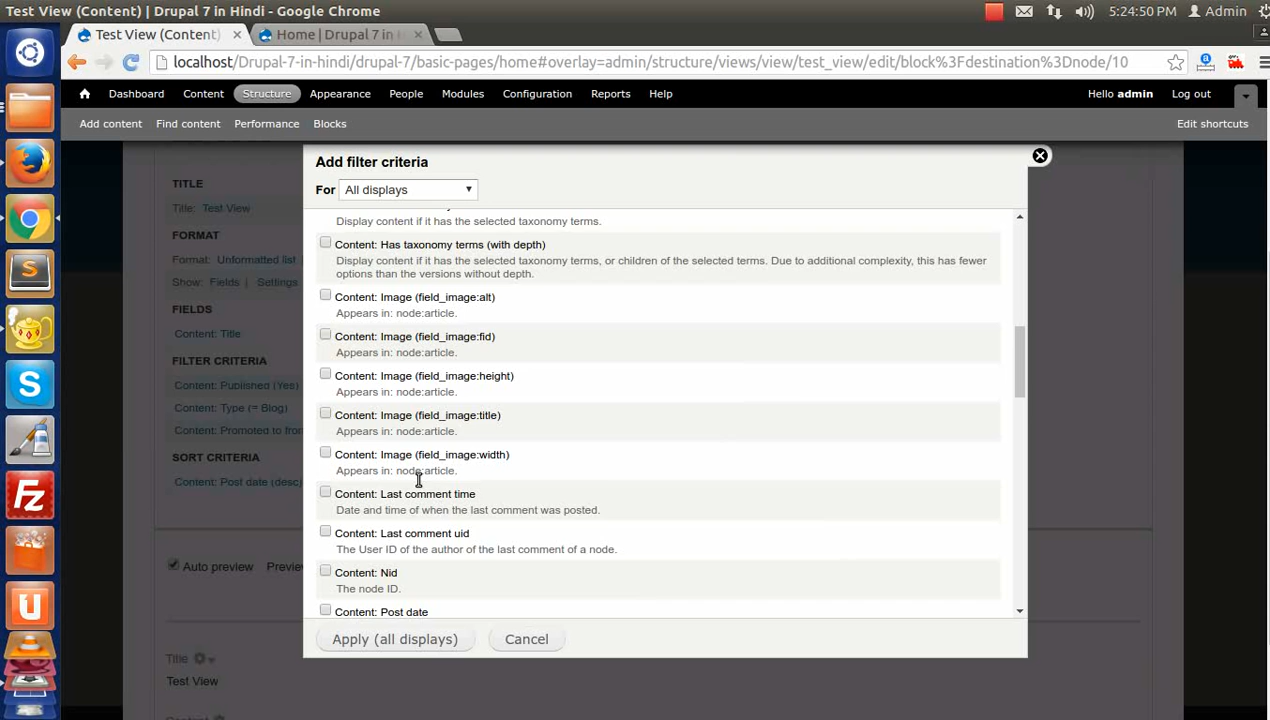 Test View (Content) | Drupal 7 in Hindi - Google Chrome
5:24:50 PM
Admin
Test View (Content)
Home | Drupal 7 in
localhost/Drupal-7-in-hindi/drupal-7/basic-pages/home#overlay=admin/structure/views/view/test_view/edit/block%3Fdestination%3Dnode/10
Dashboard
Content
Structure
Appearance
People
Modules
Configuration
Reports
Help
Hello admin
Log out
Add content
Find content
Performance
Blocks
Edit shortcuts
Add filter criteria
For
All displays
Display content if it has the selected taxonomy terms.
Content: Has taxonomy terms (with depth)
Display content if it has the selected taxonomy terms, or children of the selected terms. Due to additional complexity, this has fewer
options than the versions without depth.
Content: Image (field_image:alt)
Appears in: node:article.
Content: Image (field_image:fid)
Appears in: node:article.
Content: Image (field_image:height)
Appears in: node:article.
Content: Image (field_image:title)
Appears in: node:article.
Content: Image (field_image:width)
Appears in: node:article.
Content: Last comment time
Date and time of when the last comment was posted.
Content: Last comment uid
The User ID of the author of the last comment of a node.
Content: Nid
The node ID.
Content: Post date
Apply (all displays)
Cancel
TITLE
Title: Test View
FORMAT
Format: Unformatted list
Show: Fields | Settings
FIELDS
Content: Title
FILTER CRITERIA
Content: Published (Yes)
Content: Type (= Blog)
Content: Promoted to fron
SORT CRITERIA
Content: Post date (desc)
Auto preview
Title
Test View